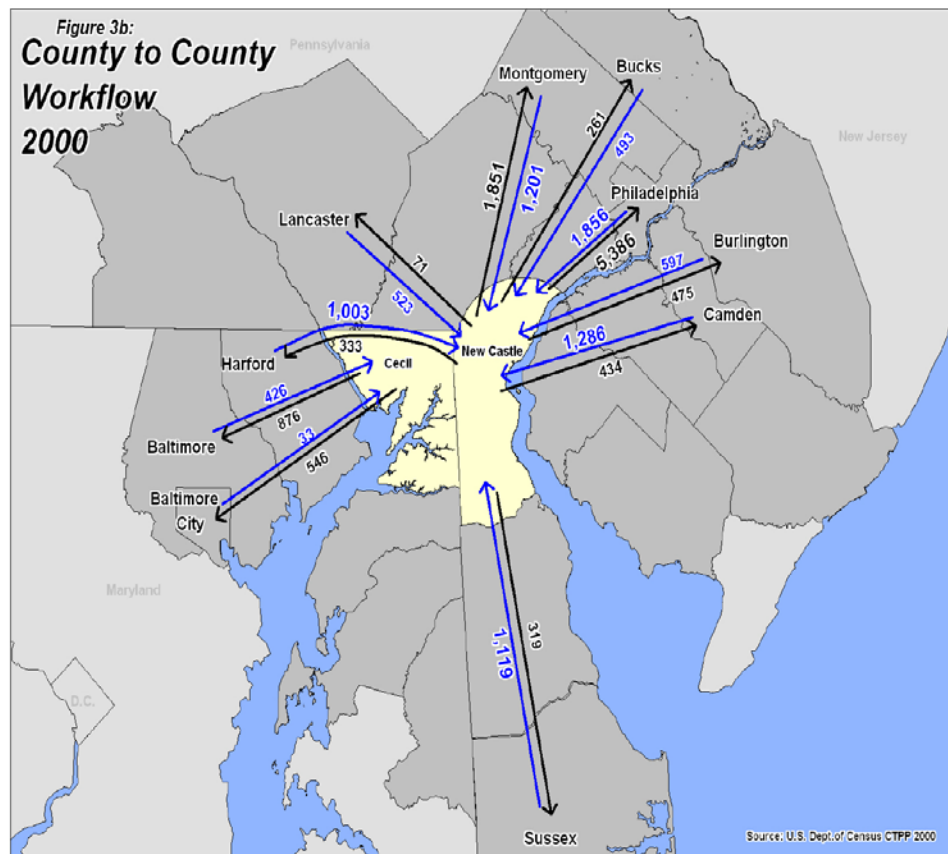 Figure 3b:
County to County
Workflow
2000
Pennsylvania
New Jersey
Maryland
D.C.
Montgomery
Bucks
Philadelphia
Burlington
Camden
Lancaster
Harford
Baltimore
Baltimore
City
Cecil
New Castle
Sussex
1,851
1,201
261
493
1,856
5,386
597
475
1,286
434
71
523
1,003
333
426
876
33
546
1,119
319
Source: U.S. Dept.of Census CTPP 2000